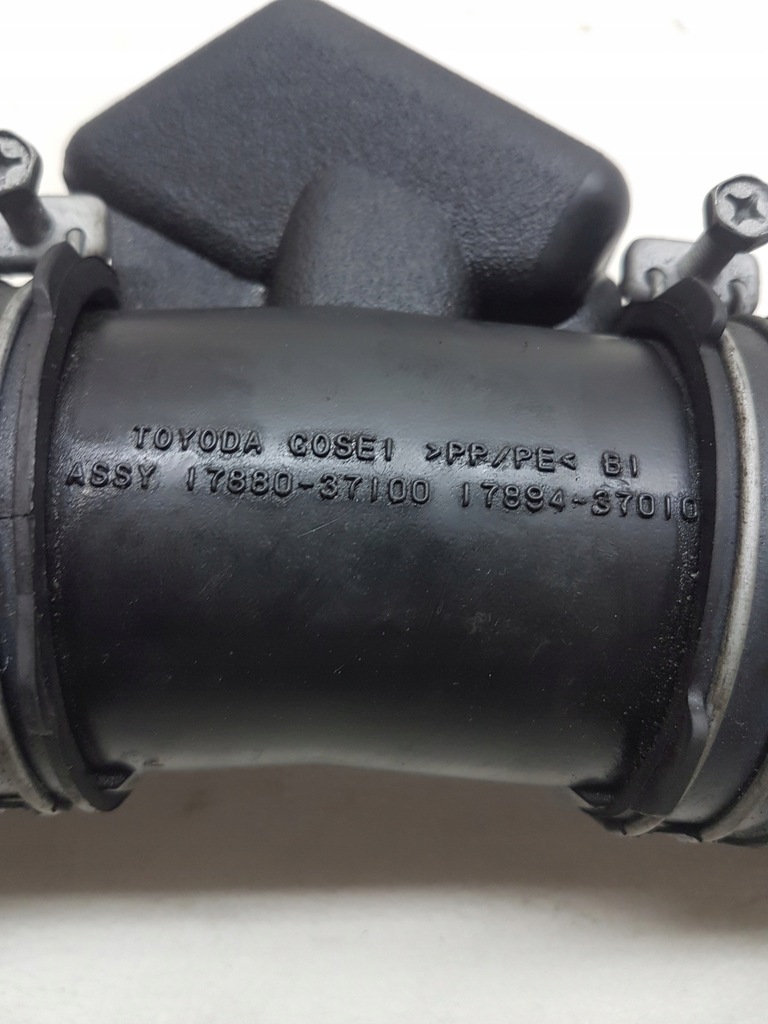 TOYODA GOSEI >PP/PE< B1
ASSY 17880-37100 17894-37010